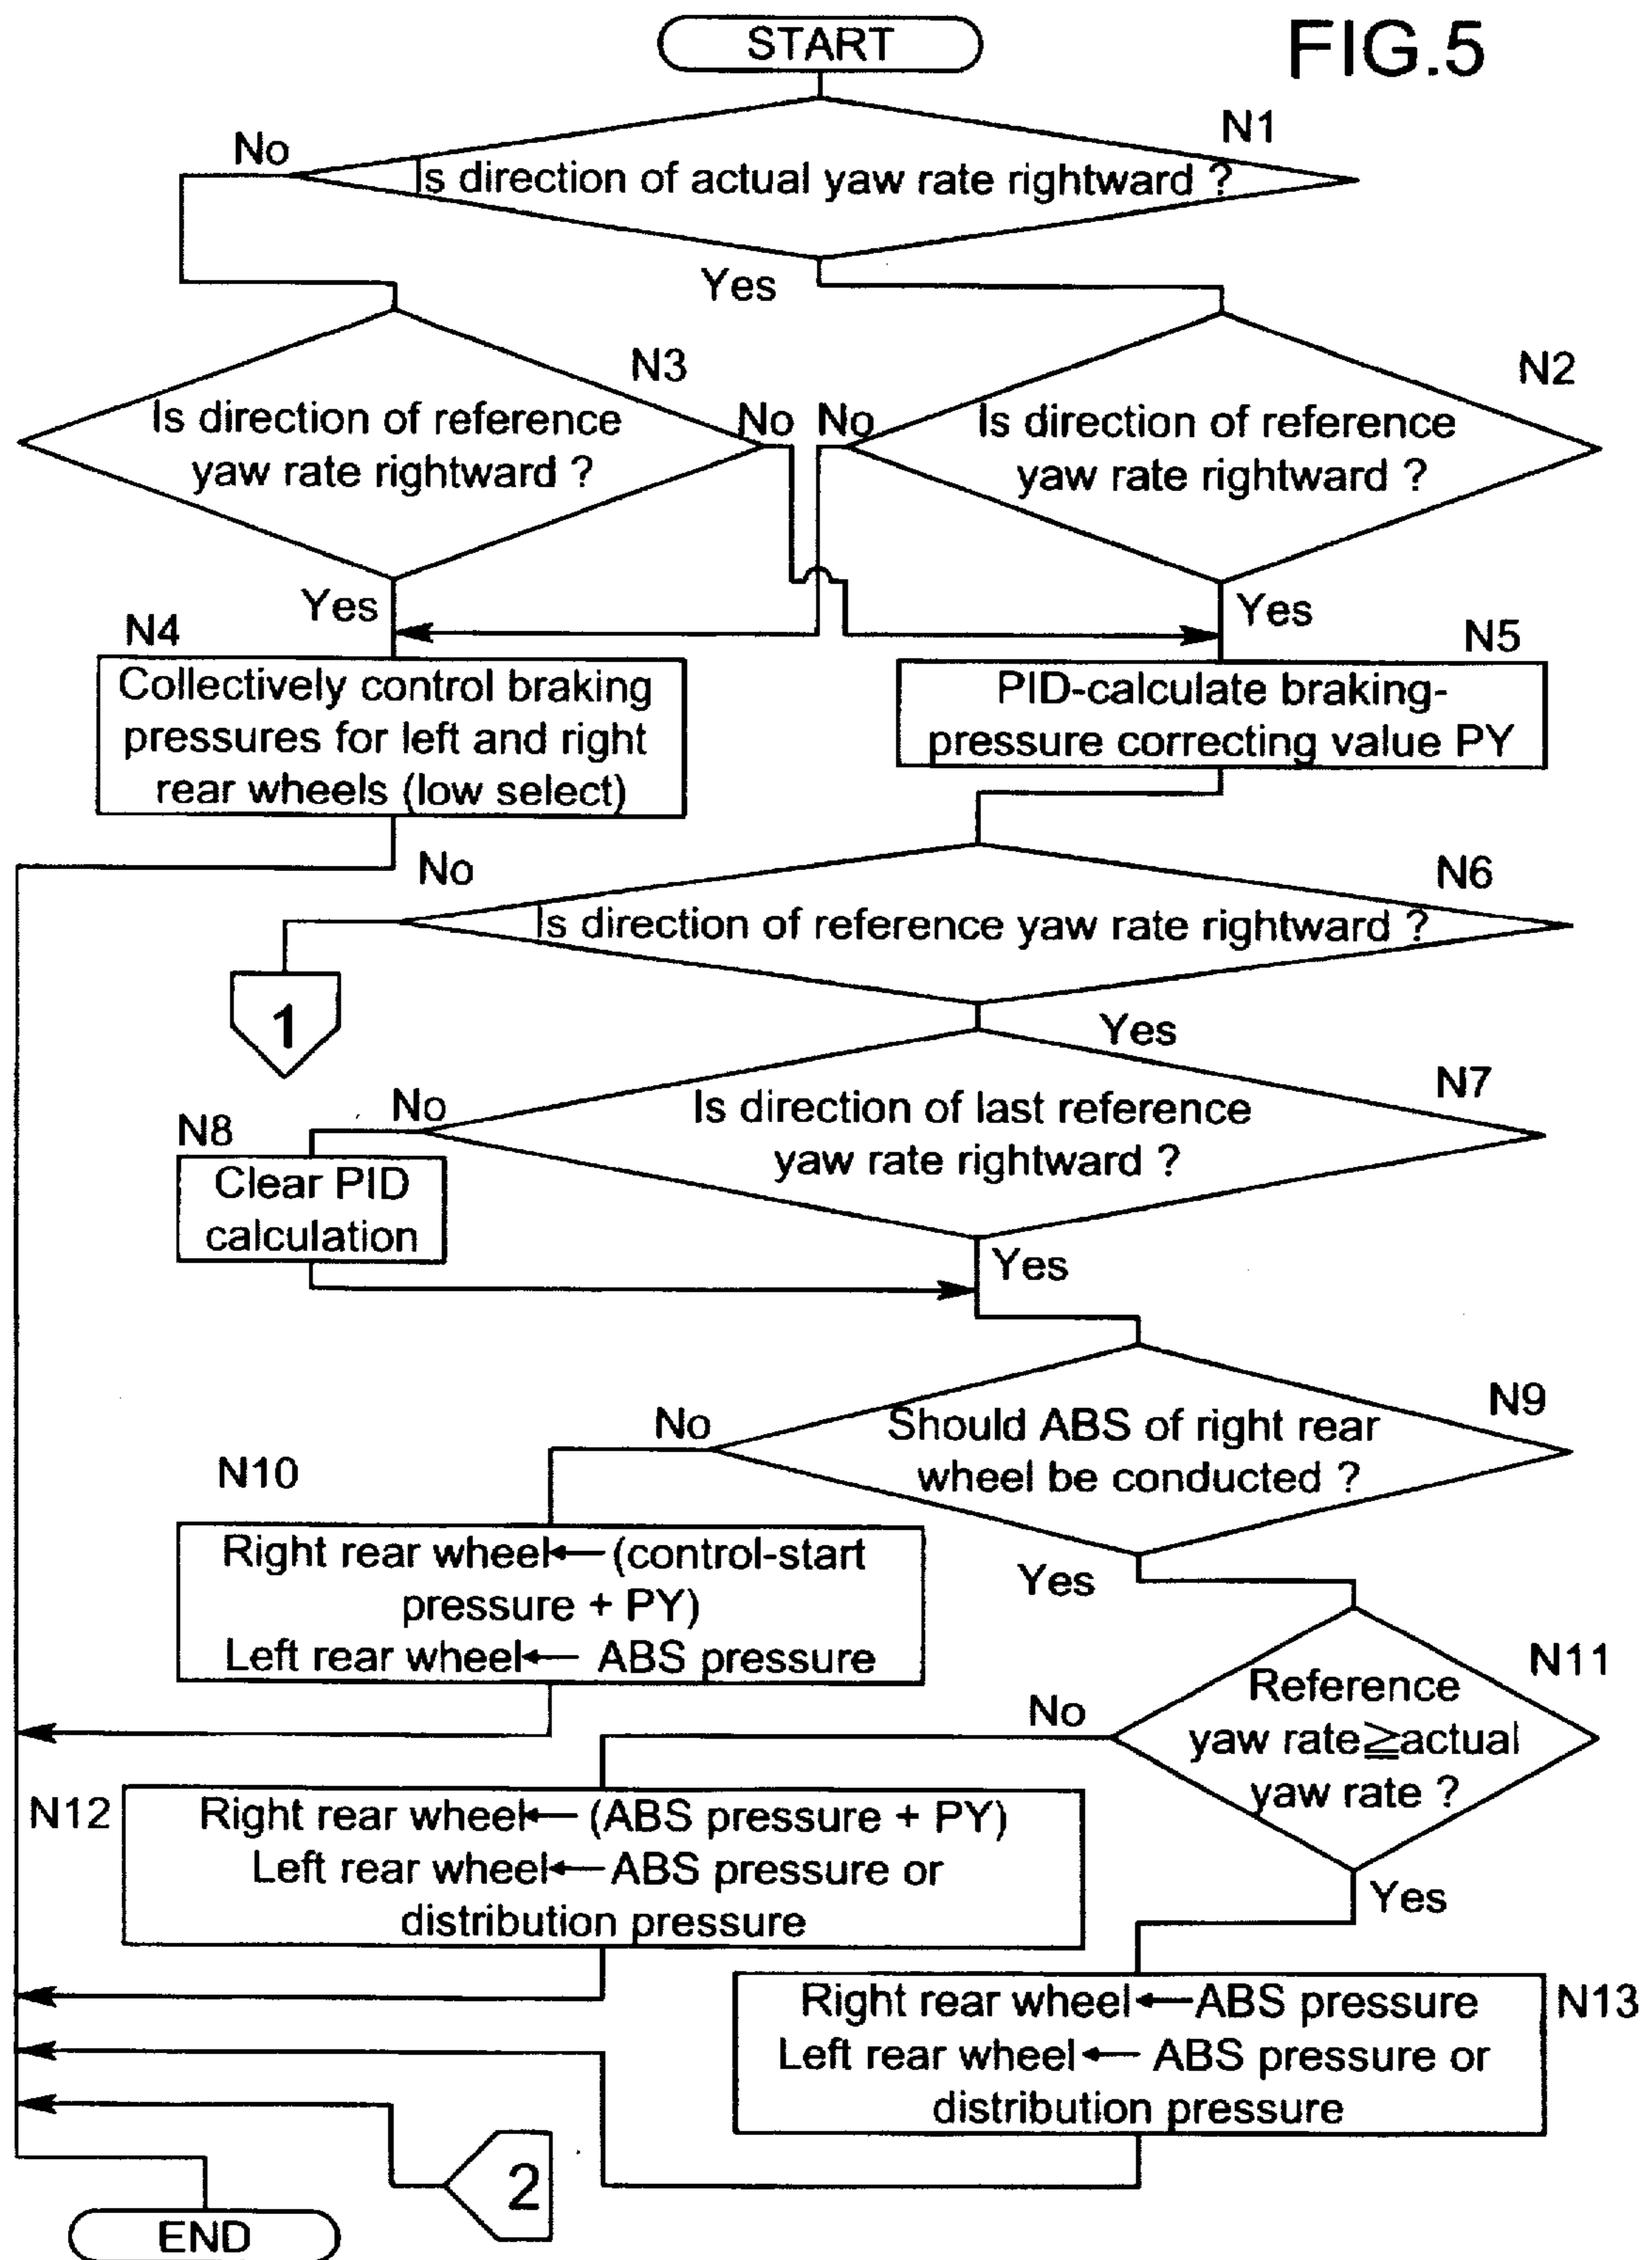 START
FIG.5
N1
No
Is direction of actual yaw rate rightward ?
Yes
N3
N2
Is direction of reference
yaw rate rightward ?
No
No
Is direction of reference
yaw rate rightward ?
Yes
Yes
N4
N5
Collectively control braking
pressures for left and right
rear wheels (low select)
PID-calculate braking-
pressure correcting value PY
No
N6
Is direction of reference yaw rate rightward ?
1
Yes
N7
No
Is direction of last reference
yaw rate rightward ?
N8
Clear PID
calculation
Yes
N9
No
Should ABS of right rear
wheel be conducted ?
N10
Right rear wheel← (control-start
pressure + PY)
Left rear wheel← ABS pressure
Yes
N11
Reference
yaw rate≧actual
yaw rate ?
No
N12
Right rear wheel← (ABS pressure + PY)
Left rear wheel← ABS pressure or
distribution pressure
Yes
N13
Right rear wheel←ABS pressure
Left rear wheel← ABS pressure or
distribution pressure
2
END